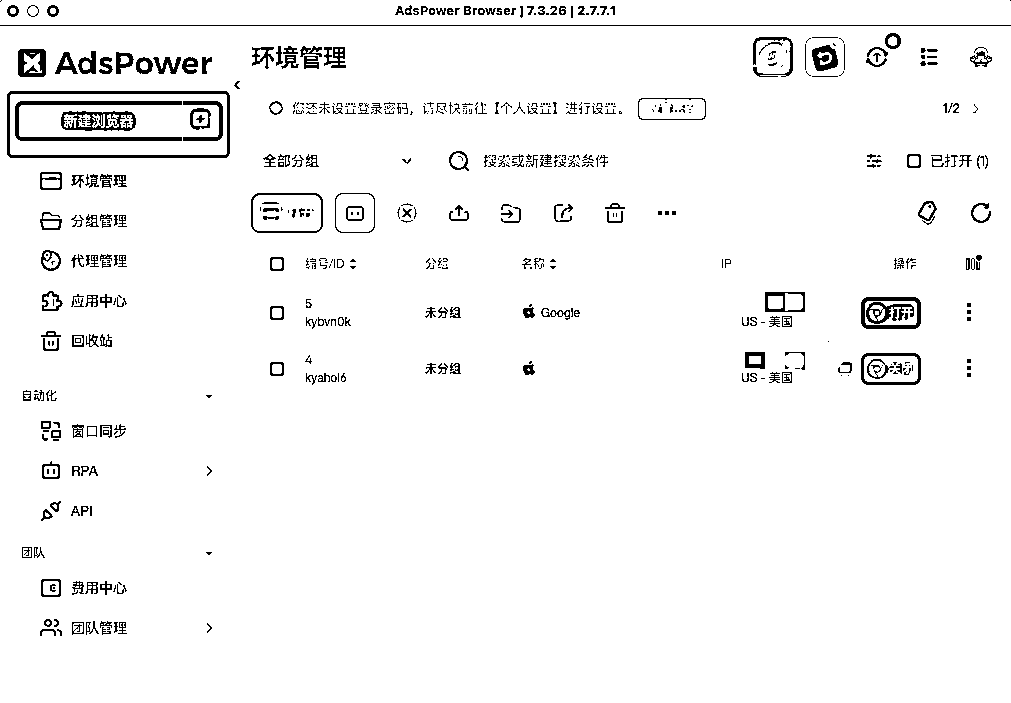 AdsPower Browser | 7.3.26 | 2.7.7.1
AdsPower
环境管理
新建浏览器
您还未设置登录密码，请尽快前往【个人设置】进行设置。
1/2
全部分组
搜索或新建搜索条件
已打开 (1)
环境管理
分组管理
代理管理
应用中心
回收站
自动化
窗口同步
RPA
API
团队
费用中心
团队管理
编号/ID
分组
名称
IP
操作
5
kybvn0k
未分组
Google
US - 美国
打开
4
kyahol6
未分组
US - 美国
关闭